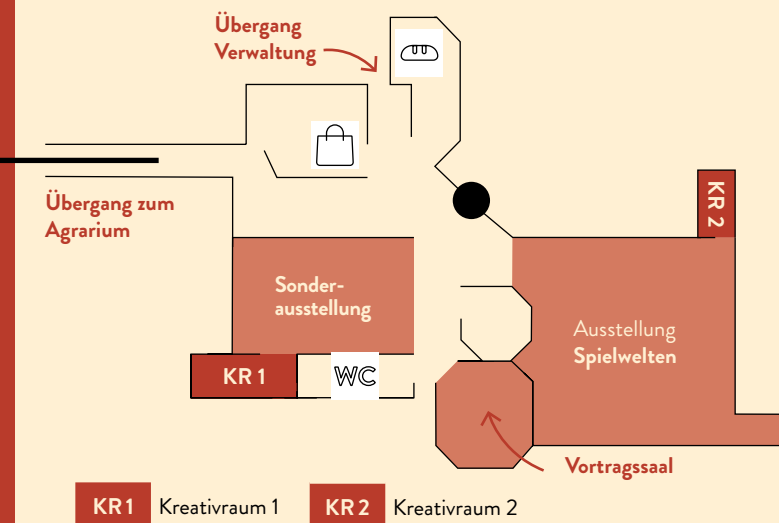 Übergang
Verwaltung
Übergang zum
Agrarium
KR 2
Sonder-
ausstellung
Ausstellung
Spielwelten
KR 1
WC
Vortragssaal
KR 1 Kreativraum 1
KR 2 Kreativraum 2